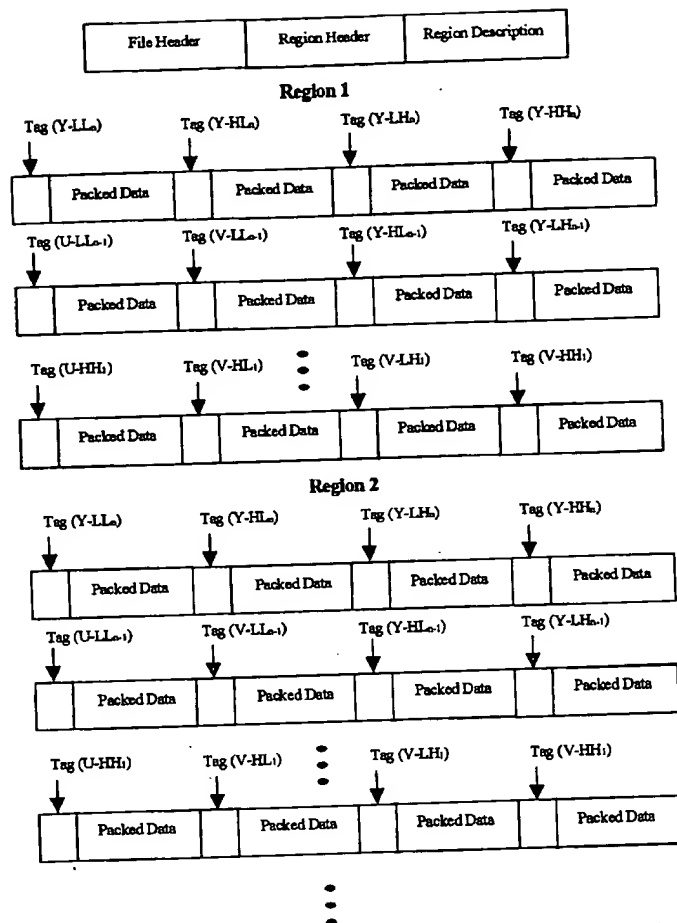 File Header Region Header Region Description
Region 1
Tag (Y-LLn) Tag (Y-HLn) Tag (Y-LHn) Tag (Y-HHn)
Packed Data Packed Data Packed Data Packed Data
Tag (U-LLn-1) Tag (V-LLn-1) Tag (Y-HLn-1) Tag (Y-LHn-1)
Packed Data Packed Data Packed Data Packed Data
Tag (U-HH1) Tag (V-HL1) Tag (V-LH1) Tag (V-HH1)
Packed Data Packed Data Packed Data Packed Data
Region 2
Tag (Y-LLn) Tag (Y-HLn) Tag (Y-LHn) Tag (Y-HHn)
Packed Data Packed Data Packed Data Packed Data
Tag (U-LLn-1) Tag (V-LLn-1) Tag (Y-HLn-1) Tag (Y-LHn-1)
Packed Data Packed Data Packed Data Packed Data
Tag (U-HH1) Tag (V-HL1) Tag (V-LH1) Tag (V-HH1)
Packed Data Packed Data Packed Data Packed Data